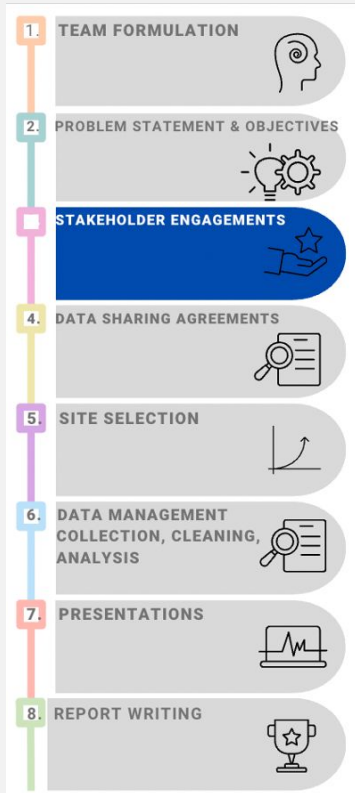 1. TEAM FORMULATION
2. PROBLEM STATEMENT & OBJECTIVES
STAKEHOLDER ENGAGEMENTS
4. DATA SHARING AGREEMENTS
5. SITE SELECTION
6. DATA MANAGEMENT
COLLECTION, CLEANING,
ANALYSIS
7. PRESENTATIONS
8. REPORT WRITING